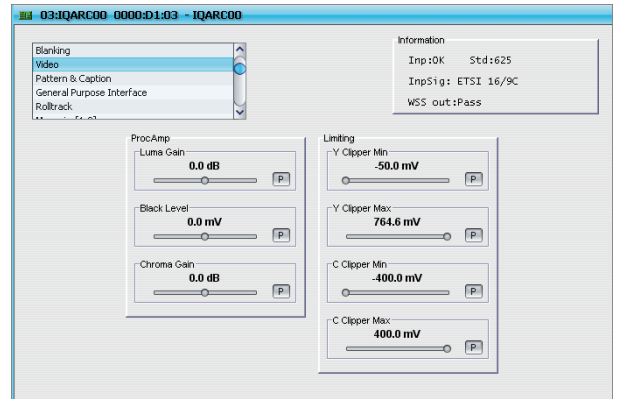 03:IQARC00 0000:D1:03 - IQARC00
Blanking
Video
Pattern & Caption
General Purpose Interface
Rolltrack
Information
Inp:OK Std:625
InpSig: ETSI 16/9C
WSS out:Pass
ProcAmp
Luma Gain
0.0 dB
P
Black Level
0.0 mV
P
Chroma Gain
0.0 dB
P
Limiting
Y Clipper Min
-50.0 mV
P
Y Clipper Max
764.6 mV
P
C Clipper Min
-400.0 mV
P
C Clipper Max
400.0 mV
P